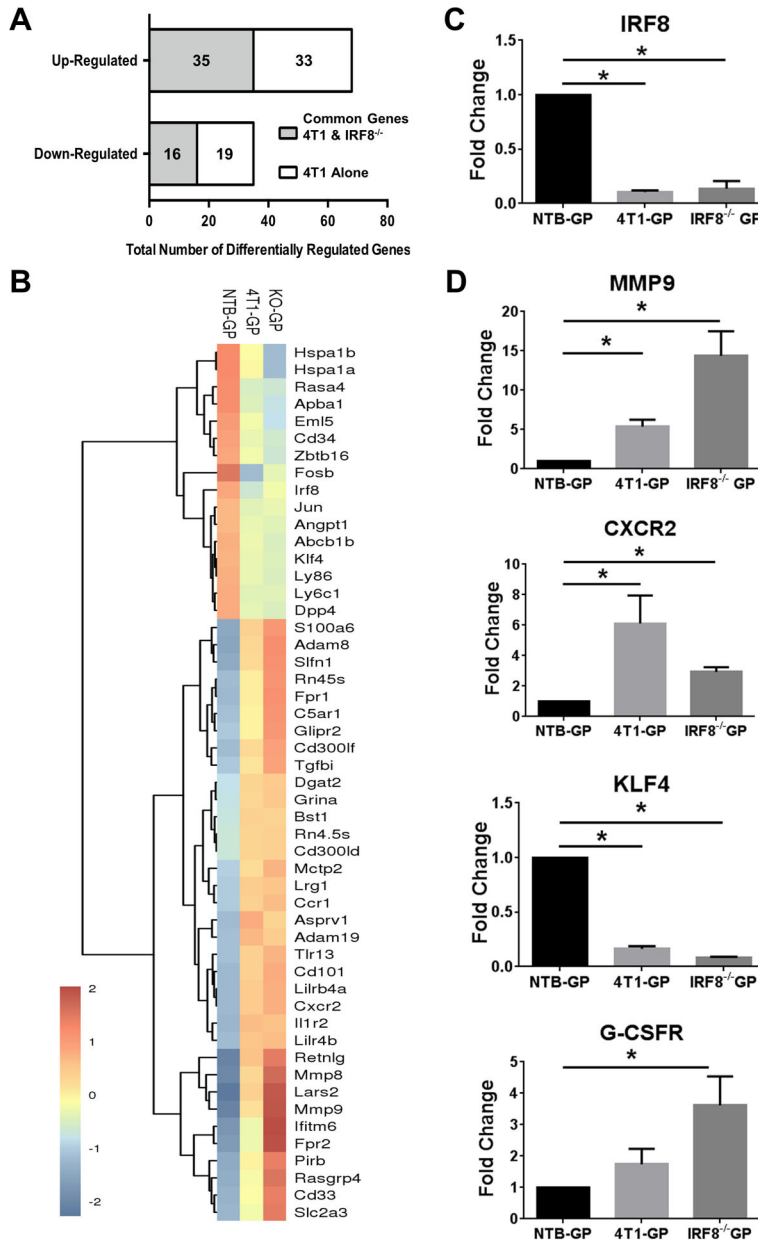 A
Up-Regulated
35
33
Common Genes
4T1 & IRF8-/-
Down-Regulated
16
19
4T1 Alone
0
20
40
60
80
Total Number of Differentially Regulated Genes
B
NTB-GP
4T1-GP
KO-GP
Hspa1b
Hspa1a
Rasa4
Apba1
Eml5
Cd34
Zbtb16
Fosb
Irf8
Jun
Angpt1
Abcb1b
Klf4
Ly86
Ly6c1
Dpp4
S100a6
Adam8
Slfn1
Rn45s
Fpr1
C5ar1
Glipr2
Cd300lf
Tgfbi
Dgat2
Grina
Bst1
Rn4.5s
Cd300ld
Mctp2
Lrg1
Ccr1
Asprv1
Adam19
Tlr13
Cd101
Lilrb4a
Cxcr2
Il1r2
Lilr4b
Retnlg
Mmp8
Lars2
Mmp9
Ifitm6
Fpr2
Pirb
Rasgrp4
Cd33
Slc2a3
2
1
0
-1
-2
C
IRF8
Fold Change
1.5
1.0
0.5
0.0
*
*
NTB-GP
4T1-GP
IRF8-/- GP
D
MMP9
Fold Change
20
15
10
5
0
*
*
NTB-GP
4T1-GP
IRF8-/- GP
CXCR2
Fold Change
10
8
6
4
2
0
*
*
NTB-GP
4T1-GP
IRF8-/-GP
KLF4
Fold Change
1.5
1.0
0.5
0.0
*
*
NTB-GP
4T1-GP
IRF8-/-GP
G-CSFR
Fold Change
5
4
3
2
1
0
*
NTB-GP
4T1-GP
IRF8-/-GP